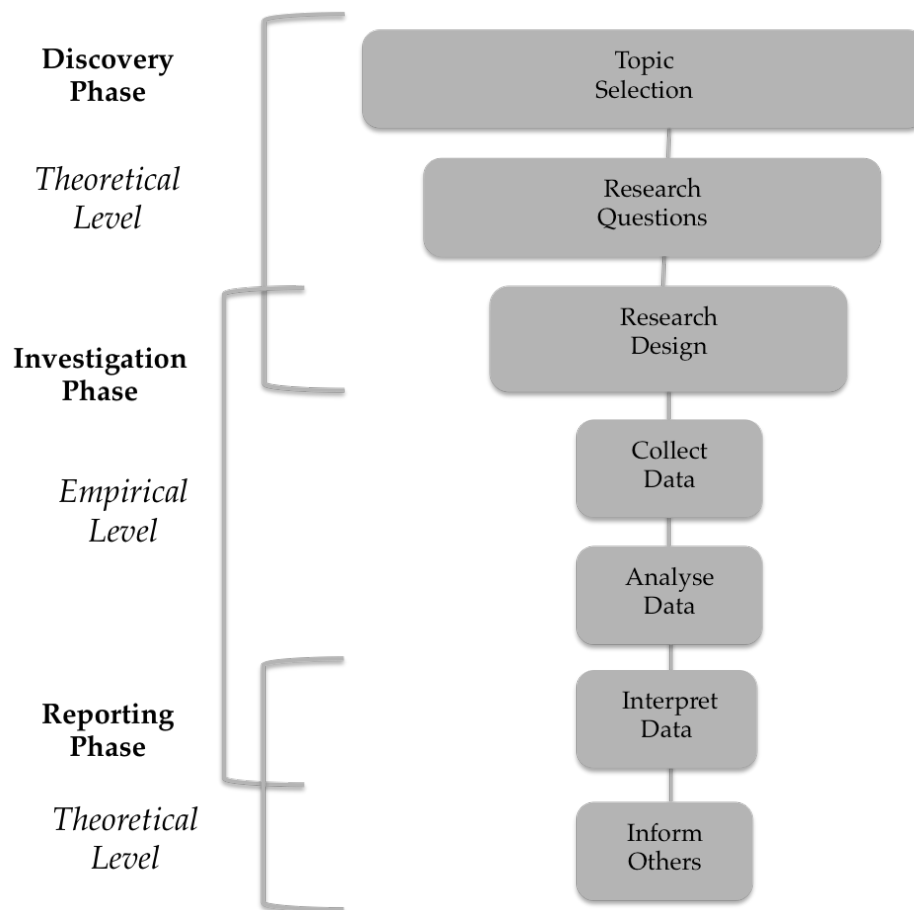 Discovery
Phase
Theoretical
Level
Investigation
Phase
Empirical
Level
Reporting
Phase
Theoretical
Level
Topic
Selection
Research
Questions
Research
Design
Collect
Data
Analyse
Data
Interpret
Data
Inform
Others